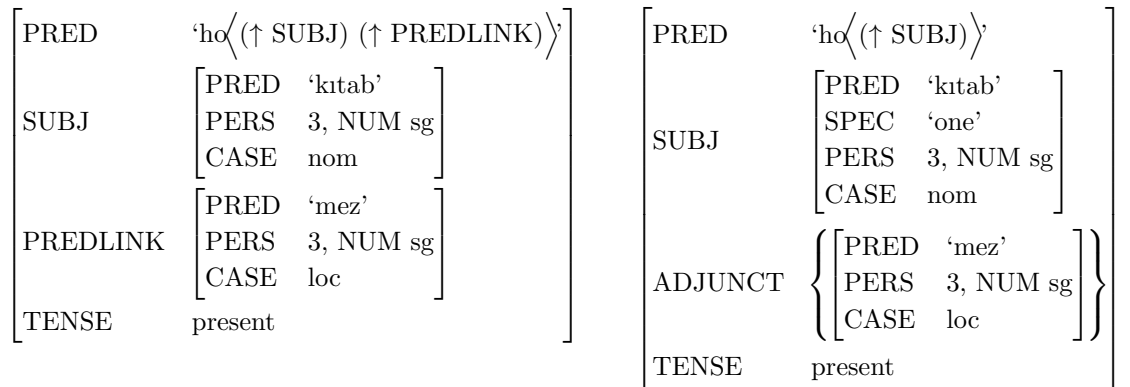 PRED ‘ho⟨(↑ SUBJ) (↑ PREDLINK)⟩’
SUBJ
PRED ‘kıtab’
PERS 3, NUM sg
CASE nom
PREDLINK
PRED ‘mez’
PERS 3, NUM sg
CASE loc
TENSE present
PRED ‘ho⟨(↑ SUBJ)⟩’
SUBJ
PRED ‘kıtab’
SPEC ‘one’
PERS 3, NUM sg
CASE nom
ADJUNCT
PRED ‘mez’
PERS 3, NUM sg
CASE loc
TENSE present